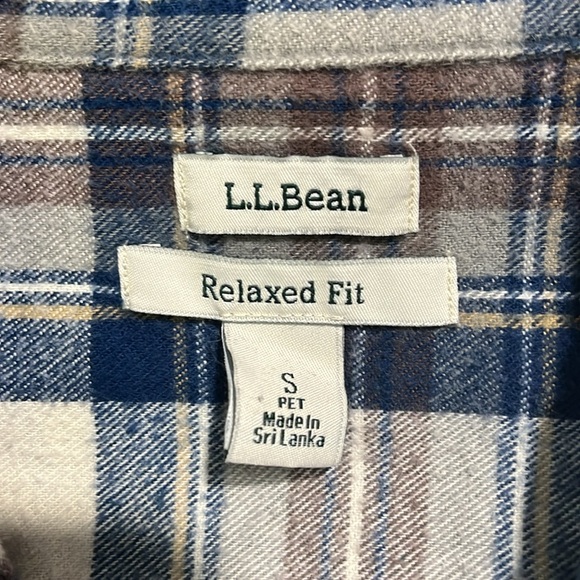 L.L.Bean
Relaxed Fit
S
PET
Made In
Sri Lanka